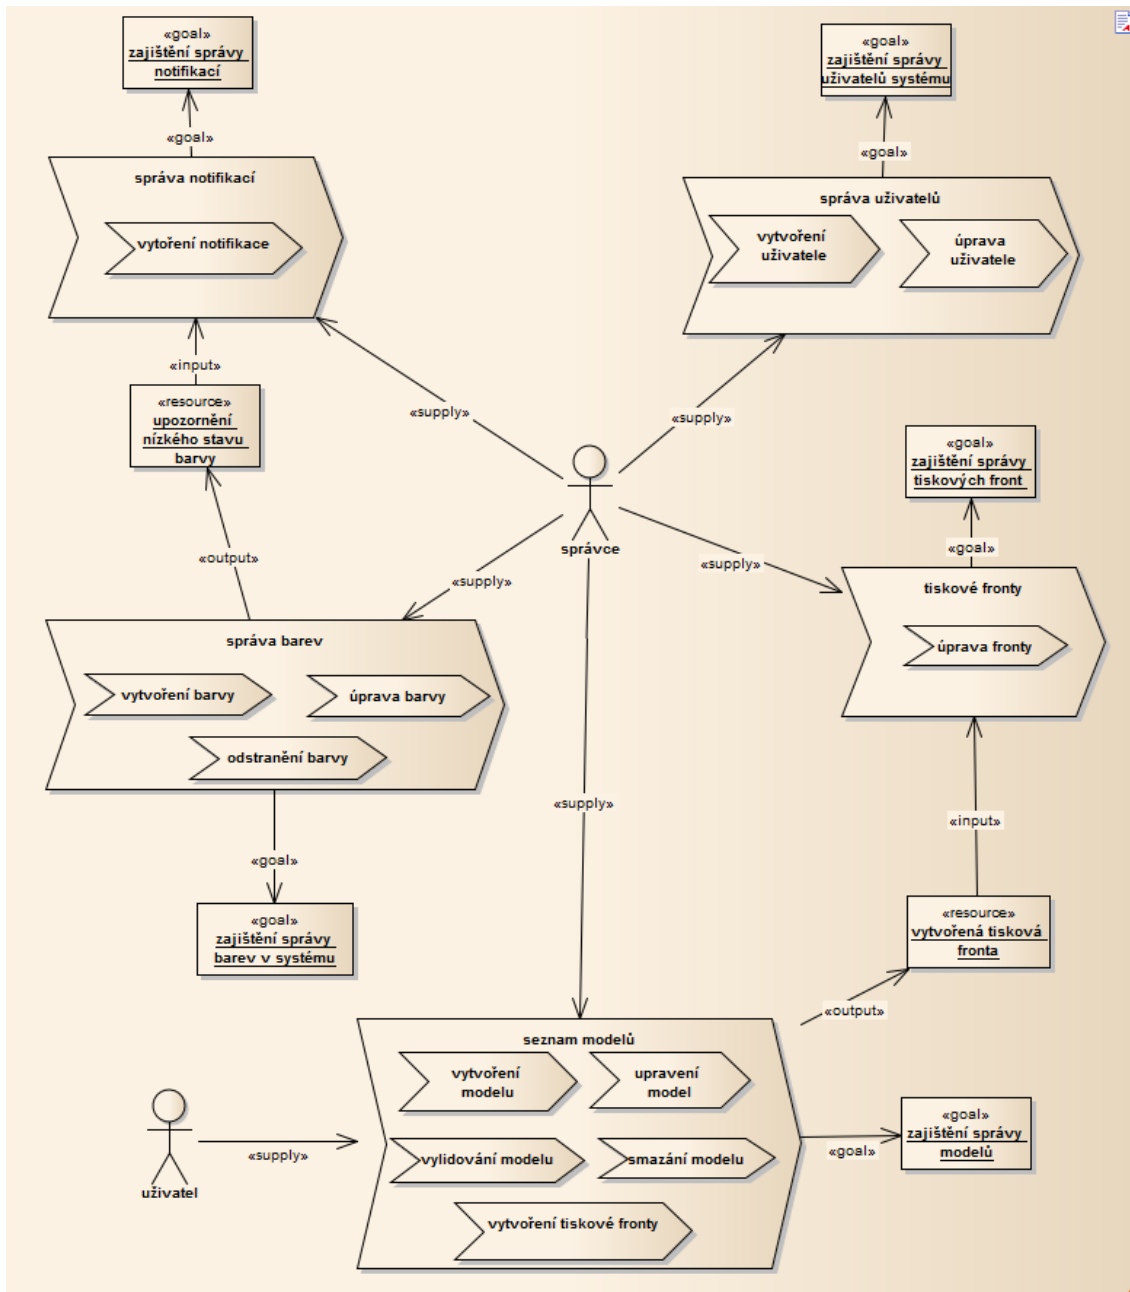 «goal»
zajištění správy
notifikací
«goal»
správa notifikací
vytoření notifikace
«goal»
zajištění správy
uživatelů systému
«goal»
správa uživatelů
vytvoření
uživatele
úprava
uživatele
«input»
«resource»
upozornění
nízkého stavu
barvy
«supply»
«supply»
správce
«goal»
zajištění správy
tiskových front
«goal»
«output»
«supply»
«supply»
tiskové fronty
úprava fronty
správa barev
vytvoření barvy
úprava barvy
odstranění barvy
«supply»
«input»
«goal»
«goal»
zajištění správy
barev v systému
«resource»
vytvořená tisková
fronta
«output»
seznam modelů
vytvoření
modelu
upravení
model
vylidování modelu
smazání modelu
vytvoření tiskové fronty
«supply»
uživatel
«goal»
«goal»
zajištění správy
modelů